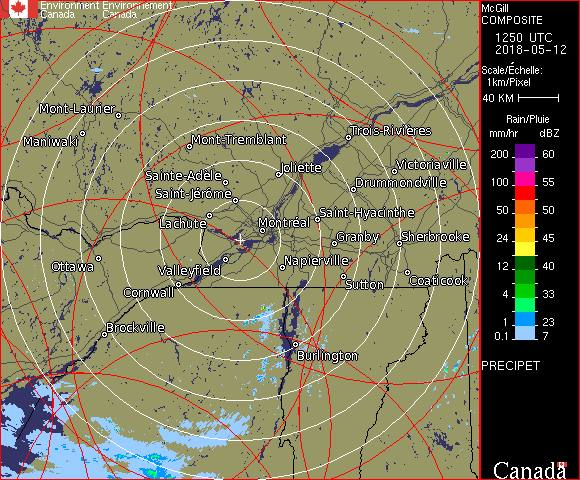 Environment Environnement
Canada Canada
McGill
COMPOSITE
1250 UTC
2018-05-12
Scale/Échelle:
1km/Pixel
40 KM
Rain/Pluie
mm/hr dBZ
200 60
150 57
100 55
50 50
24 45
12 40
4 33
1 23
0.1 7
PRECIPET
Canada
Mont-Laurier
Trois-Rivières
Maniwaki
Mont-Tremblant
Victoriaville
Joliette
Sainte-Adèle
Drummondville
Saint-Jérôme
Saint-Hyacinthe
Lachute
Montréal
Granby
Sherbrooke
Ottawa
Valleyfield
Napierville
Coaticook
Sutton
Cornwall
Brockville
Burlington